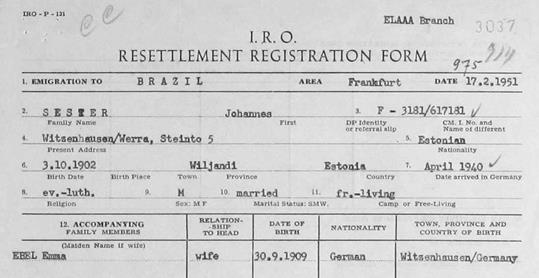 IRO - P - 131
ELAAA Branch
CC
3037
I. R. O.
RESETTLEMENT REGISTRATION FORM
975
1. EMIGRATION TO BRAZIL AREA Frankfurt DATE 17.2.1951
2. SESTER Johannes 3. F - 3181/617181
Family Name First DP Identity or referral slip CM. I. No. and Name of different
4. Witzenhausen/Werra, Steinto 5 5. Estonian
Present Address Nationality
6. 3.10.1902 Wiljandi Estonia 7. April 1940
Birth Date Birth Place Town Province Country Date arrived in Germany
8. ev.-luth. 9. M 10. married 11. fr.-living
Religion Sex: M F Marital Status: SMW. Camp or Free-Living
12. ACCOMPANYING FAMILY MEMBERS RELATION-SHIP TO HEAD DATE OF BIRTH NATIONALITY TOWN, PROVINCE AND COUNTRY OF BIRTH
(Maiden Name if wife)
EBEL Emma wife 30.9.1909 German Witzenhausen/Germany